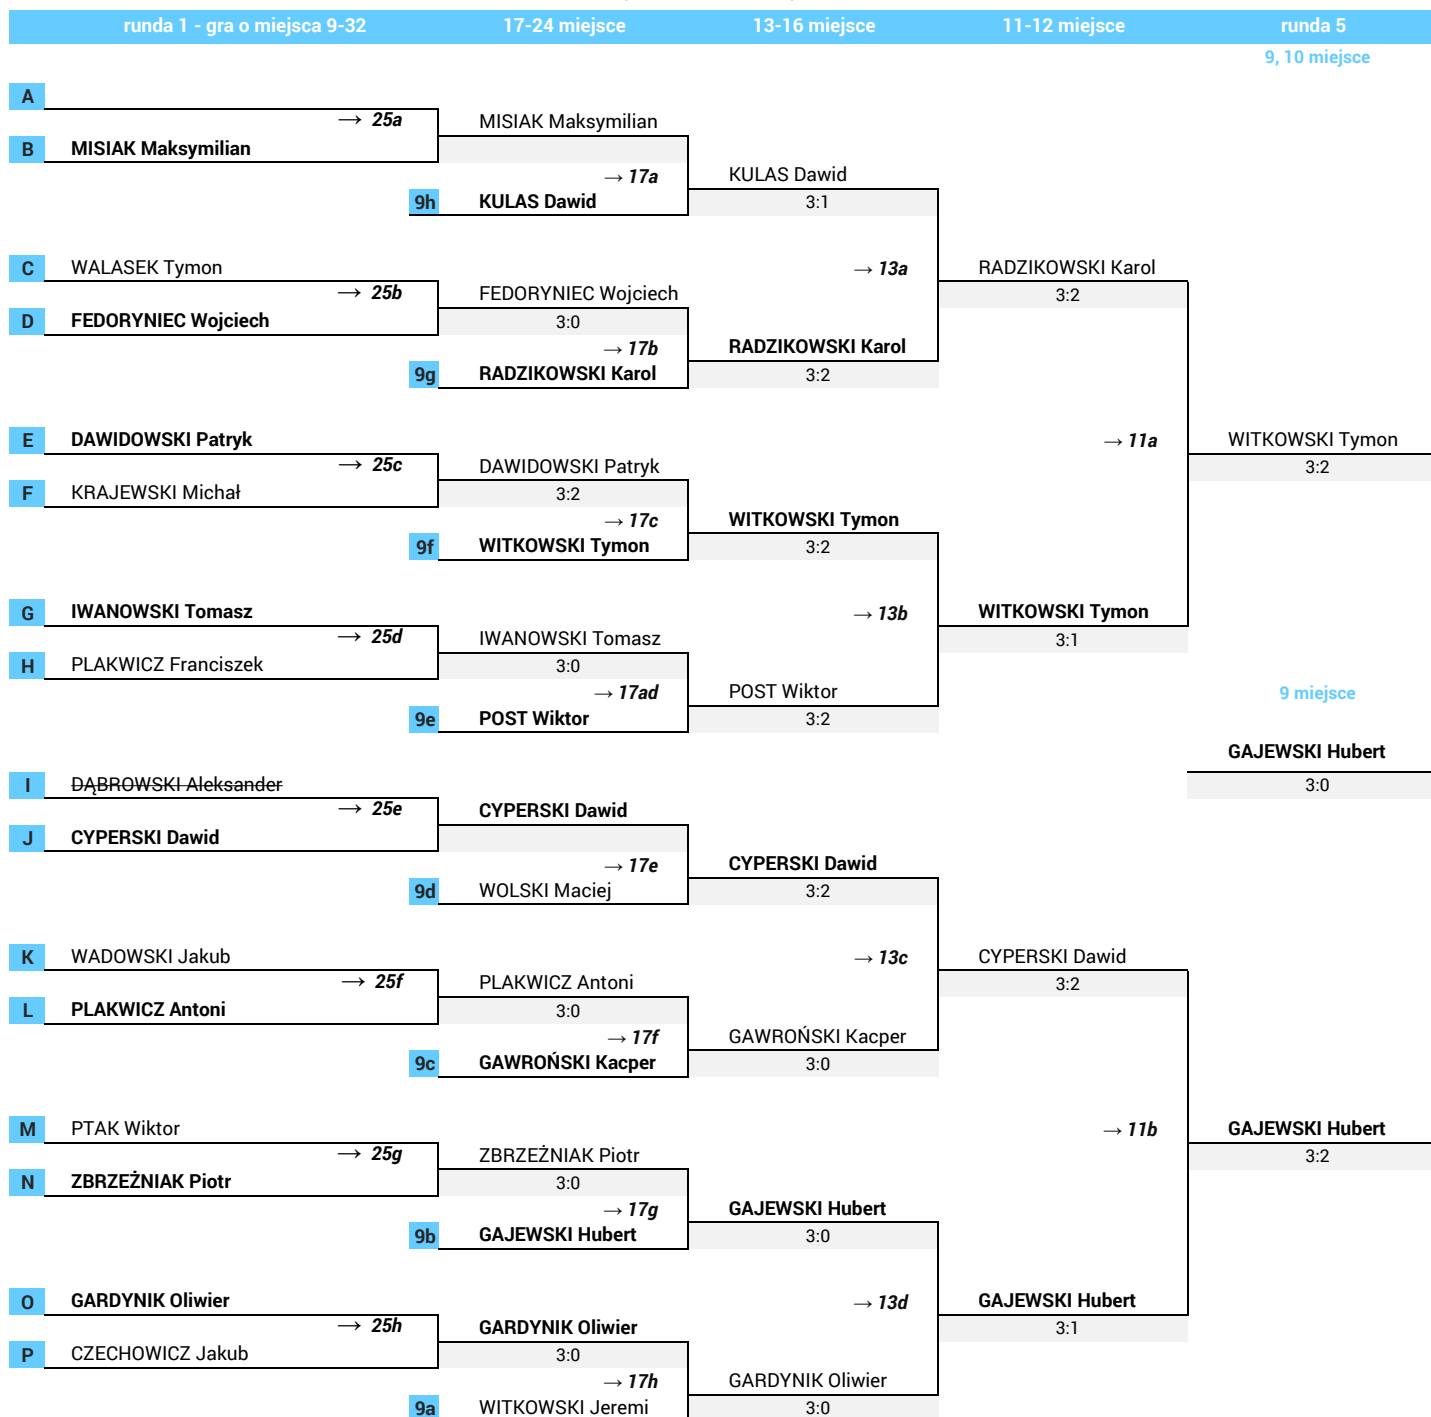 runda 1 - gra o miejsca 9-32 17-24 miejsce 13-16 miejsce 11-12 miejsce runda 5
9, 10 miejsce
A
→ 25a MISIAK Maksymilian
B MISIAK Maksymilian
→ 17a KULAS Dawid
9h KULAS Dawid 3:1
C WALASEK Tymon → 13a RADZIKOWSKI Karol
→ 25b FEDORYNIEC Wojciech 3:2
D FEDORYNIEC Wojciech 3:0
→ 17b RADZIKOWSKI Karol
9g RADZIKOWSKI Karol 3:2
E DAWIDOWSKI Patryk → 11a WITKOWSKI Tymon
→ 25c DAWIDOWSKI Patryk 3:2
F KRAJEWSKI Michał 3:2
→ 17c WITKOWSKI Tymon
9f WITKOWSKI Tymon 3:2
G IWANOWSKI Tomasz → 13b WITKOWSKI Tymon
→ 25d IWANOWSKI Tomasz 3:1
H PLAKWICZ Franciszek 3:0
→ 17ad POST Wiktor 9 miejsce
9e POST Wiktor 3:2
GAJEWSKI Hubert
I DĄBROWSKI Aleksander 3:0
→ 25e CYPERSKI Dawid
J CYPERSKI Dawid
→ 17e CYPERSKI Dawid
9d WOLSKI Maciej 3:2
K WADOWSKI Jakub → 13c CYPERSKI Dawid
→ 25f PLAKWICZ Antoni 3:2
L PLAKWICZ Antoni 3:0
→ 17f GAWROŃSKI Kacper
9c GAWROŃSKI Kacper 3:0
M PTAK Wiktor → 11b GAJEWSKI Hubert
→ 25g ZBRZEŻNIAK Piotr 3:2
N ZBRZEŻNIAK Piotr 3:0
→ 17g GAJEWSKI Hubert
9b GAJEWSKI Hubert 3:0
O GARDYNIK Oliwier → 13d GAJEWSKI Hubert
→ 25h GARDYNIK Oliwier 3:1
P CZECHOWICZ Jakub 3:0
→ 17h GARDYNIK Oliwier
9a WITKOWSKI Jeremi 3:0